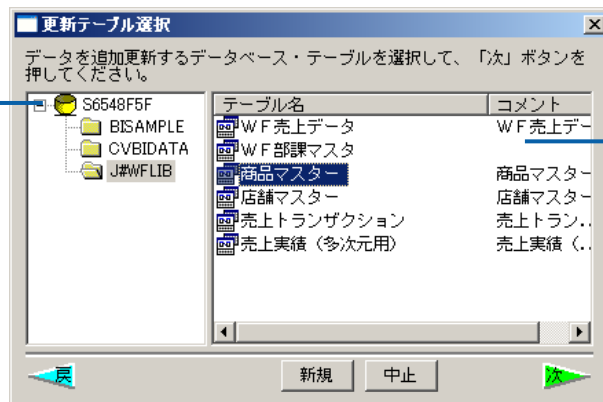 更新テーブル選択
データを追加更新するデータベース・テーブルを選択して、「次」ボタンを
押してください。
S6548F5F
BISAMPLE
CVBIDATA
J#WFLIB
テーブル名 コメント
ＷＦ売上データ ＷＦ売上デー
ＷＦ部課マスタ
商品マスター 商品マスター
店舗マスター 店舗マスター
売上トランザクション 売上トラン...
売上実績（多次元用） 売上実績（...
戻 新規 中止 次